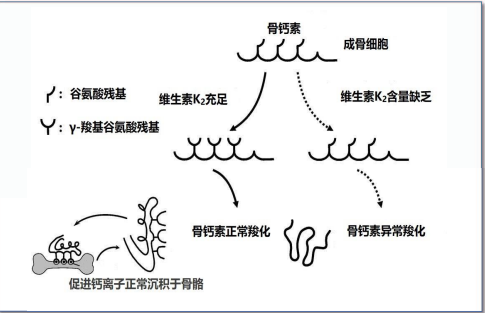 骨钙素
成骨细胞
：谷氨酸残基
维生素K₂充足
维生素K₂含量缺乏
：γ-羧基谷氨酸残基
骨钙素正常羧化
骨钙素异常羧化
促进钙离子正常沉积于骨骼